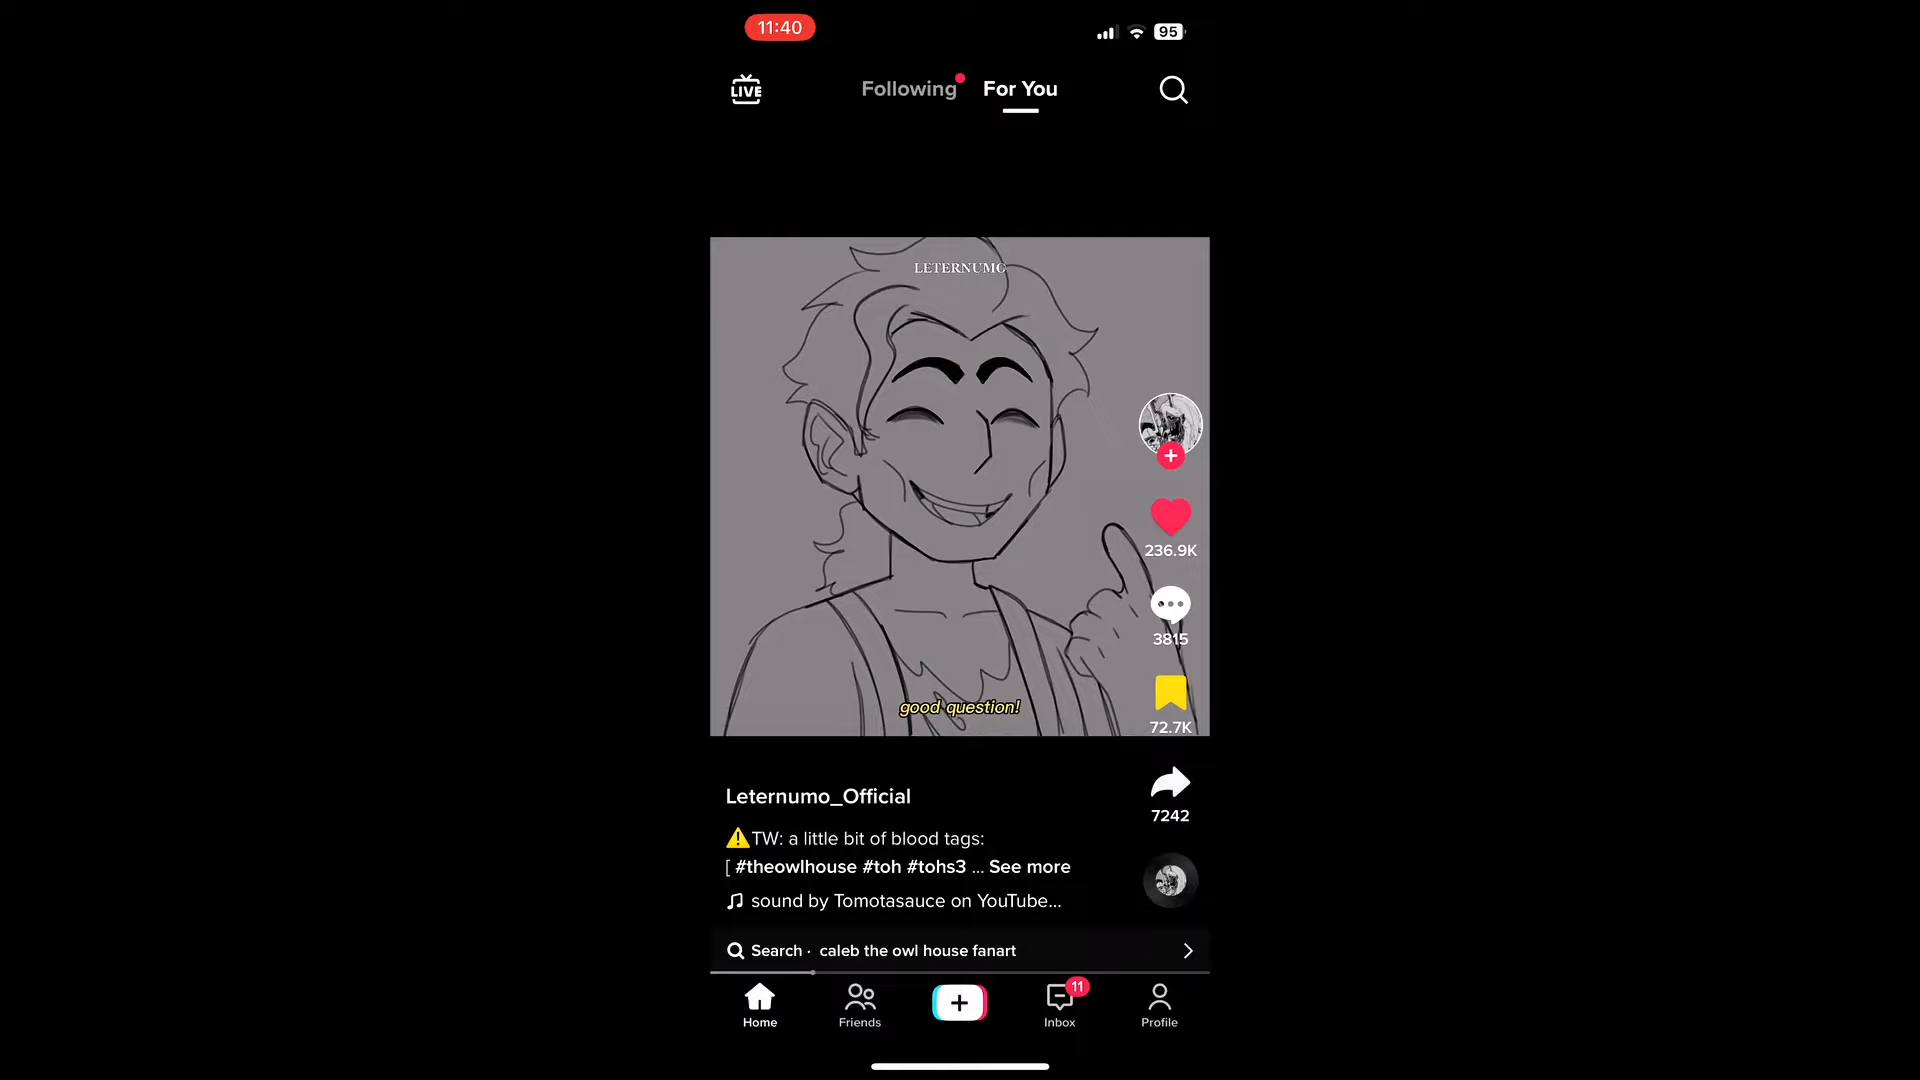 11:40
95
LIVE
Following
For You
LETERNUMO
236.9K
3815
good question!
72.7K
Leternumo_Official
7242
⚠️TW: a little bit of blood tags:
[ #theowlhouse #toh #tohs3 ... See more
sound by Tomotasauce on YouTube...
Search · caleb the owl house fanart
11
Home
Friends
Inbox
Profile